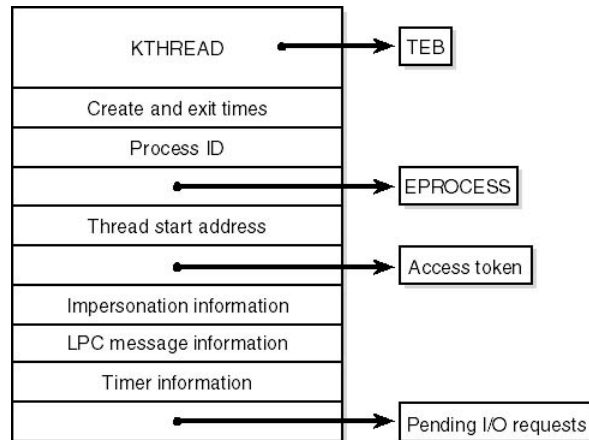 KTHREAD
TEB
Create and exit times
Process ID
EPROCESS
Thread start address
Access token
Impersonation information
LPC message information
Timer information
Pending I/O requests